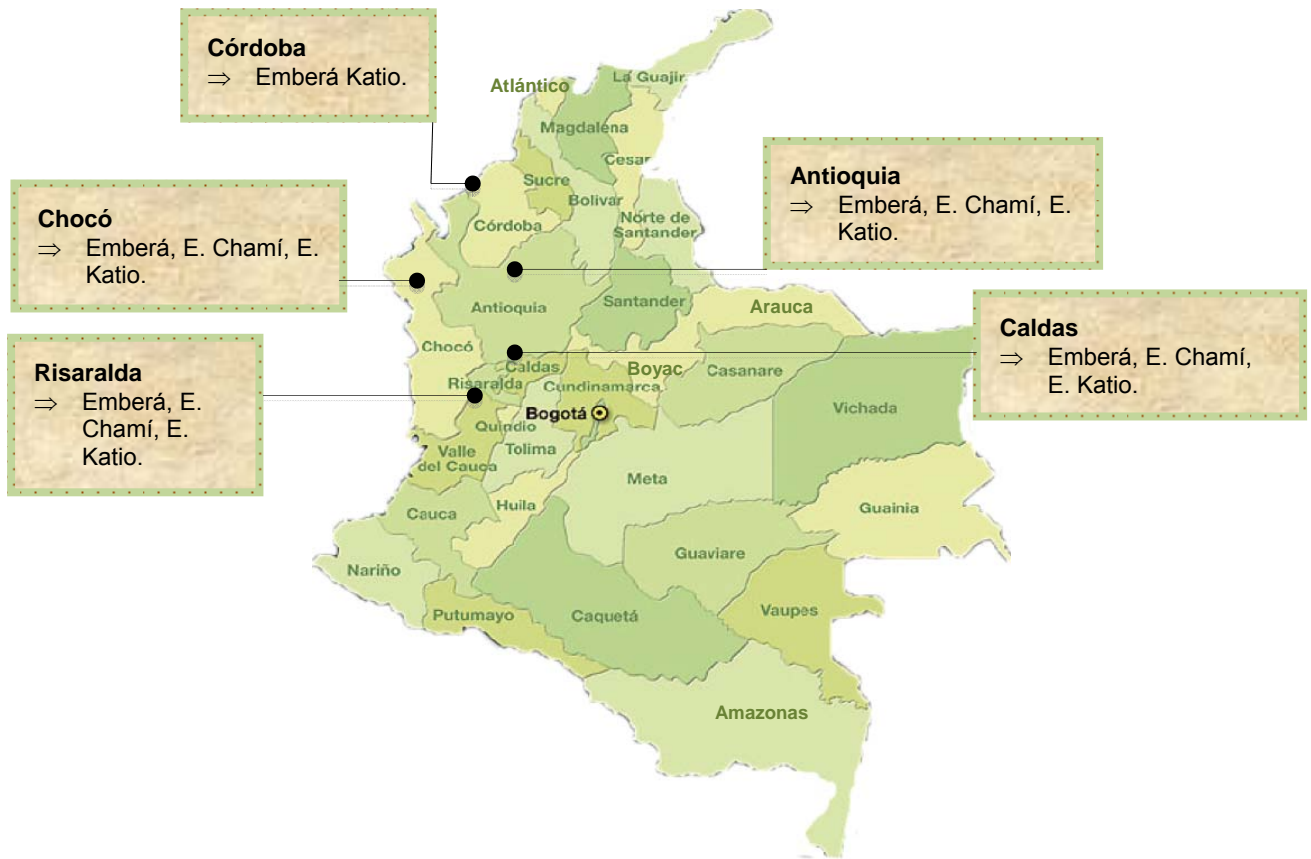 Córdoba
⇒ Emberá Katio.
Atlántico
La Guajir
Magdalena
Cesar
Sucre
Bolivar
Norte de
Santander
Córdoba
Antioquia
⇒ Emberá, E. Chamí, E.
Katio.
Chocó
⇒ Emberá, E. Chamí, E.
Katio.
Antioquia
Santander
Arauca
Caldas
⇒ Emberá, E. Chamí,
E. Katio.
Risaralda
⇒ Emberá, E.
Chamí, E.
Katio.
Chocó
Caldas
Risaralda
Cundinamarca
Boyac
Casanare
Vichada
Bogotá
Quindio
Tolima
Valle
del Cauca
Meta
Huila
Cauca
Guainia
Guaviare
Nariño
Vaupes
Putumayo
Caquetá
Amazonas